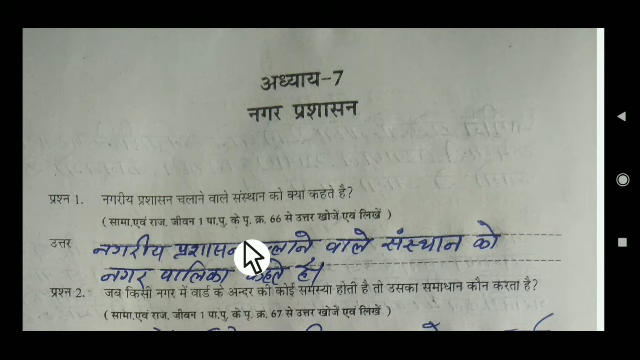 अध्याय-7
नगर प्रशासन
प्रश्न 1. नगरीय प्रशासन चलाने वाले संस्थान को क्या कहते है?
( सामा.एवं राज. जीवन 1 पा.पु. के पृ. क्र. 66 से उत्तर खोजें एवं लिखें )
उत्तर नगरीय प्रशासन चलाने वाले संस्थान को
नगर पालिका कहते है।
प्रश्न 2. जब किसी नगर में वार्ड के अन्दर की कोई समस्या होती है तो उसका समाधान कौन करता है?
( सामा.एवं राज. जीवन 1 पा.पु. के पृ. क्र. 67 से उत्तर खोजें एवं लिखें )